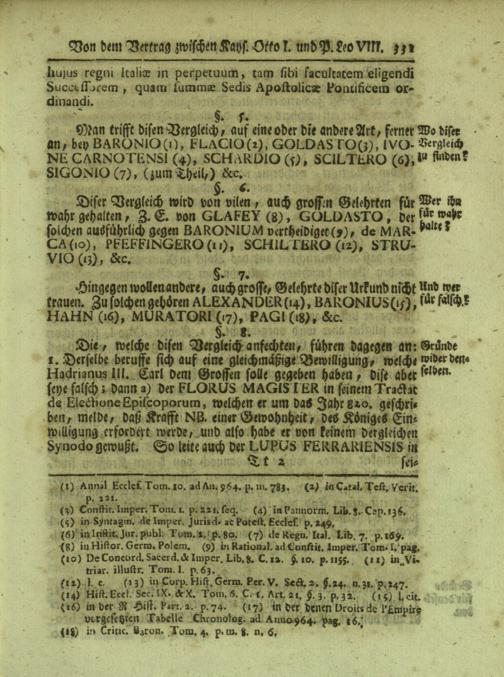 Von dem Vertrag zwischen Kays. Otto I. und P. Leo VIII. 331
hujus regni Italiæ in perpetuum, tam sibi facultatem eligendi
Successorem, quam summæ Sedis Apostolicæ Pontificem or-
dinandi.
§. 5.
Man trifft disen Vergleich, auf eine oder die andere Art, ferner
an, bey BARONIO (1), FLACIO (2), GOLDASTO (3), IVO-
NE CARNOTENSI (4), SCHARDIO (5), SCILTERO (6),
SIGONIO (7), (zum Theil,) &c.
Wo diser
Vergleich
zu finden?
§. 6.
Diser Vergleich wird von vilen, auch grossen Gelehrten für
wahr gehalten, Z. E. von GLAFEY (8), GOLDASTO, der
solchen ausführlich gegen BARONIUM vertheidiget (9), de MAR-
CA (10), PFEFFINGERO (11), SCHILTERO (12), STRU-
VIO (13), &c.
Wer ihn
für wahr
halte?
§. 7.
Hingegen wollen andere, auch grosse, Gelehrte diser Urkund nicht
trauen. Zu solchen gehören ALEXANDER (14), BARONIUS (15),
HAHN (16), MURATORI (17), PAGI (18), &c.
Und wer
für falsch?
§. 8.
Die, welche disen Vergleich anfechten, führen dagegen an:
1. Derselbe beruffe sich auf eine gleichmäßige Bewilligung, welche
Hadrianus III. Carl dem Grossen solle gegeben haben, dise aber
seye falsch; dann 2) der FLORUS MAGISTER in seinem Tractat
de Electione Episcoporum, welchen er um das Jahr 820. geschri-
ben, melde, daß Krafft NB. einer Gewohnheit, des Königes Ein-
willigung erfordert werde, und also habe er von keinem dergleichen
Synodo gewußt. So leite auch der LUPUS FERRARIENSIS in
Gründe
wider den-
selben.
Tt 2
sei-
(1) Annal Eccles. Tom. 10. ad An. 964. p. m. 783. (2) in Catal. Test. Verit.
p. 221.
(3) Constit. Imper. Tom. 1. p. 221. seq. (4) in Pannorm. Lib. 8. Cap. 136.
(5) in Syntagm. de Imper. Jurisd. ac Potest. Eccles. p. 249.
(6) in Instit. Jur. publ. Tom. 2. p. 80. (7) de Regn. Ital. Lib. 7. p. 169.
(8) in Histor. Germ. Polem. (9) in Rational. ad Constit. Imper. Tom. I. pag.
(10) De Concord. Sacerd. & Imper. Lib. 8. C. 12. §. 10. p. 1155. (11) in Vi-
triar. illustr. Tom. I. p. 63.
(12) l. c. (13) in Corp. Hist. Germ. Per. V. Sect. 2. §. 24. n. 31. p. 247.
(14) Hist. Eccl. Sec. IX. & X. Tom. 6. C. 1. Art. 21, §. 3. p. 32. (15) l. cit.
(16) in der R Hist. Part. 2. p. 74. (17) in der denen Droits de l'Empire
vorgesetzten Tabelle Chronolog. ad Anno 964. pag. 16.
(18) in Critic. Baron. Tom. 4. p. m. 8. n. 6.